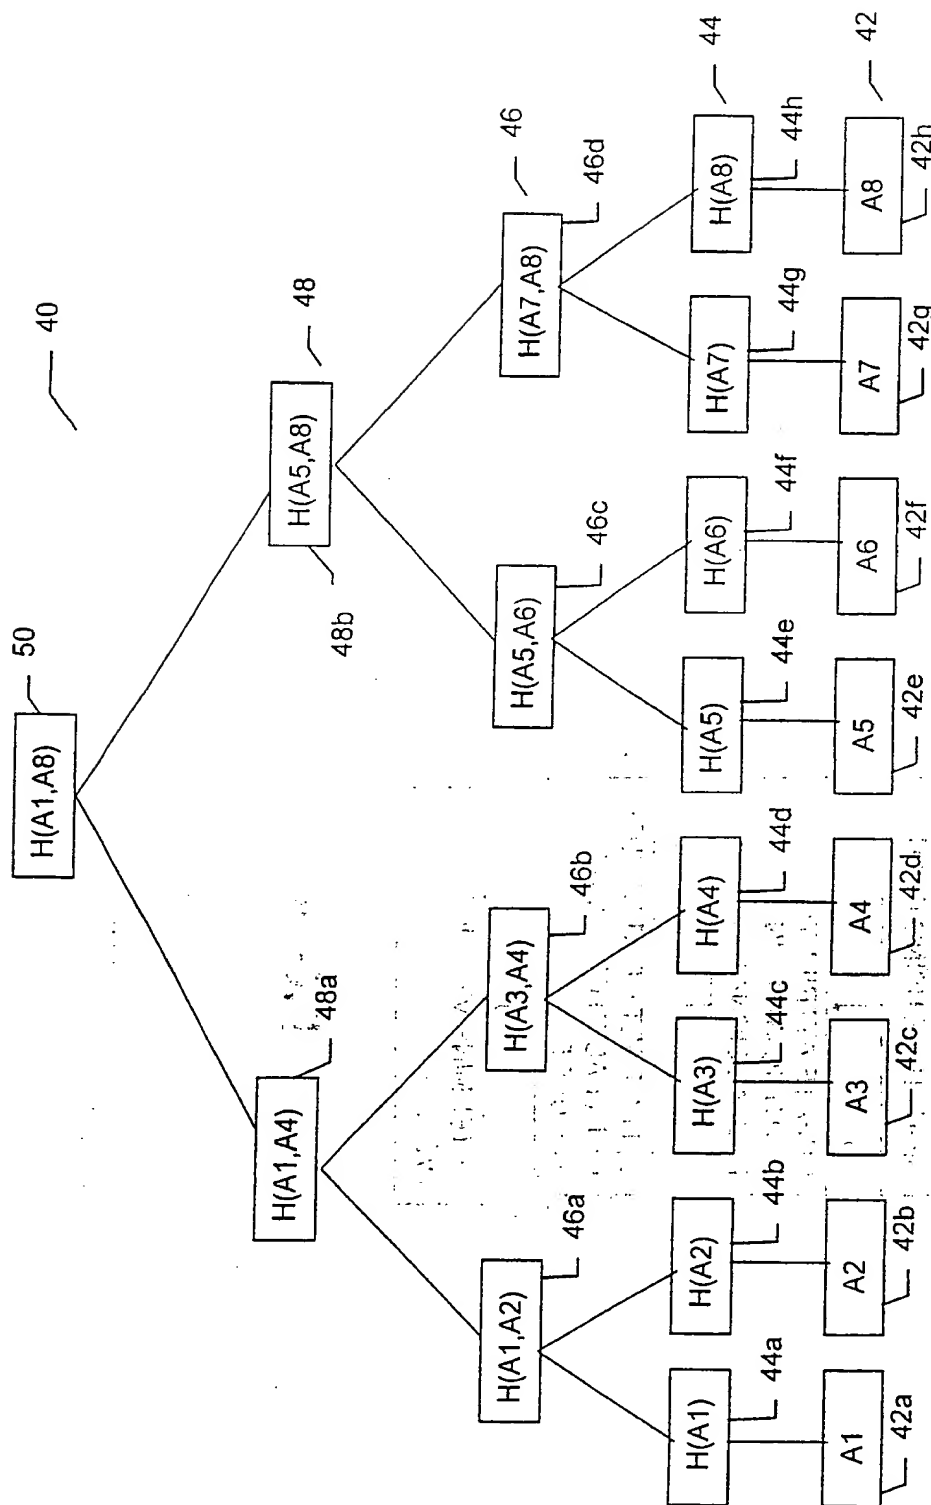 40
50
H(A1,A8)
48
H(A1,A4)
48a
H(A5,A8)
48b
46
H(A1,A2)
46a
H(A3,A4)
46b
H(A5,A6)
46c
H(A7,A8)
46d
44
H(A1)
44a
H(A2)
44b
H(A3)
44c
H(A4)
44d
H(A5)
44e
H(A6)
44f
H(A7)
44g
H(A8)
44h
42
A1
42a
A2
42b
A3
42c
A4
42d
A5
42e
A6
42f
A7
42g
A8
42h